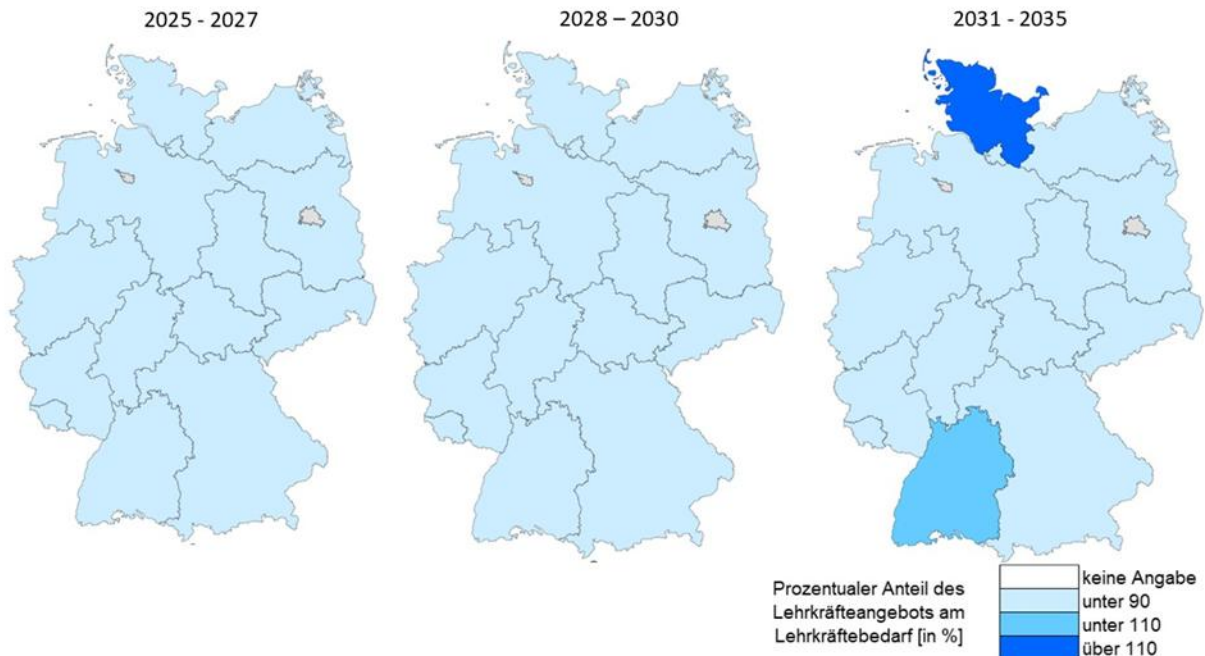 2025 - 2027
2028 – 2030
2031 - 2035
Prozentualer Anteil des
Lehrkräfteangebots am
Lehrkräftebedarf [in %]
keine Angabe
unter 90
unter 110
über 110